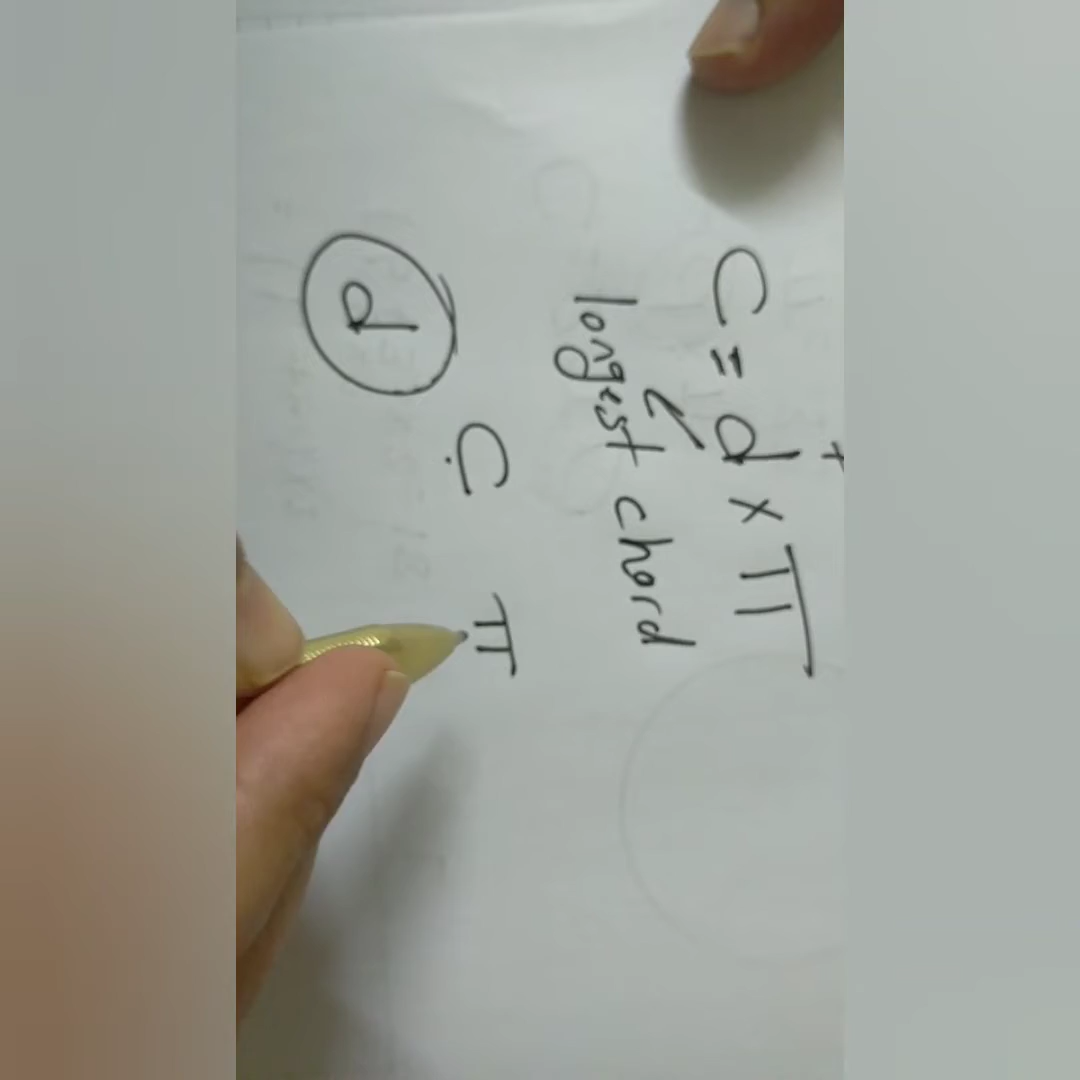 C = d × π
longest chord
C π
d